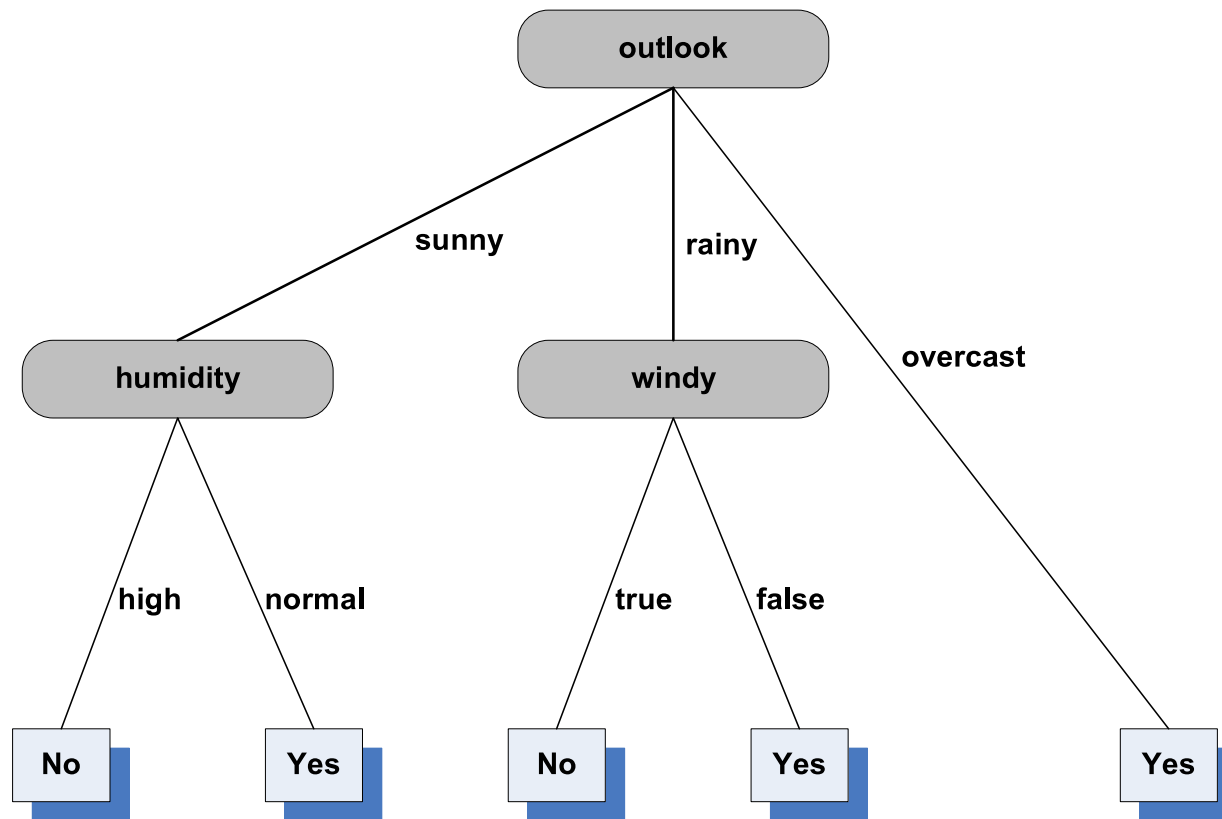 outlook
sunny
rainy
overcast
humidity
windy
high
normal
true
false
No
Yes
No
Yes
Yes